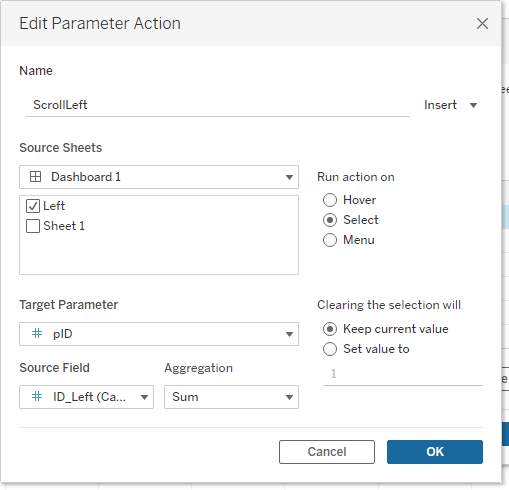 Edit Parameter Action
Name
ScrollLeft
Insert
Source Sheets
Dashboard 1
Left
Sheet 1
Run action on
Hover
Select
Menu
Target Parameter
pID
Source Field
Aggregation
ID_Left (Ca...
Sum
Clearing the selection will
Keep current value
Set value to
1
Cancel
OK